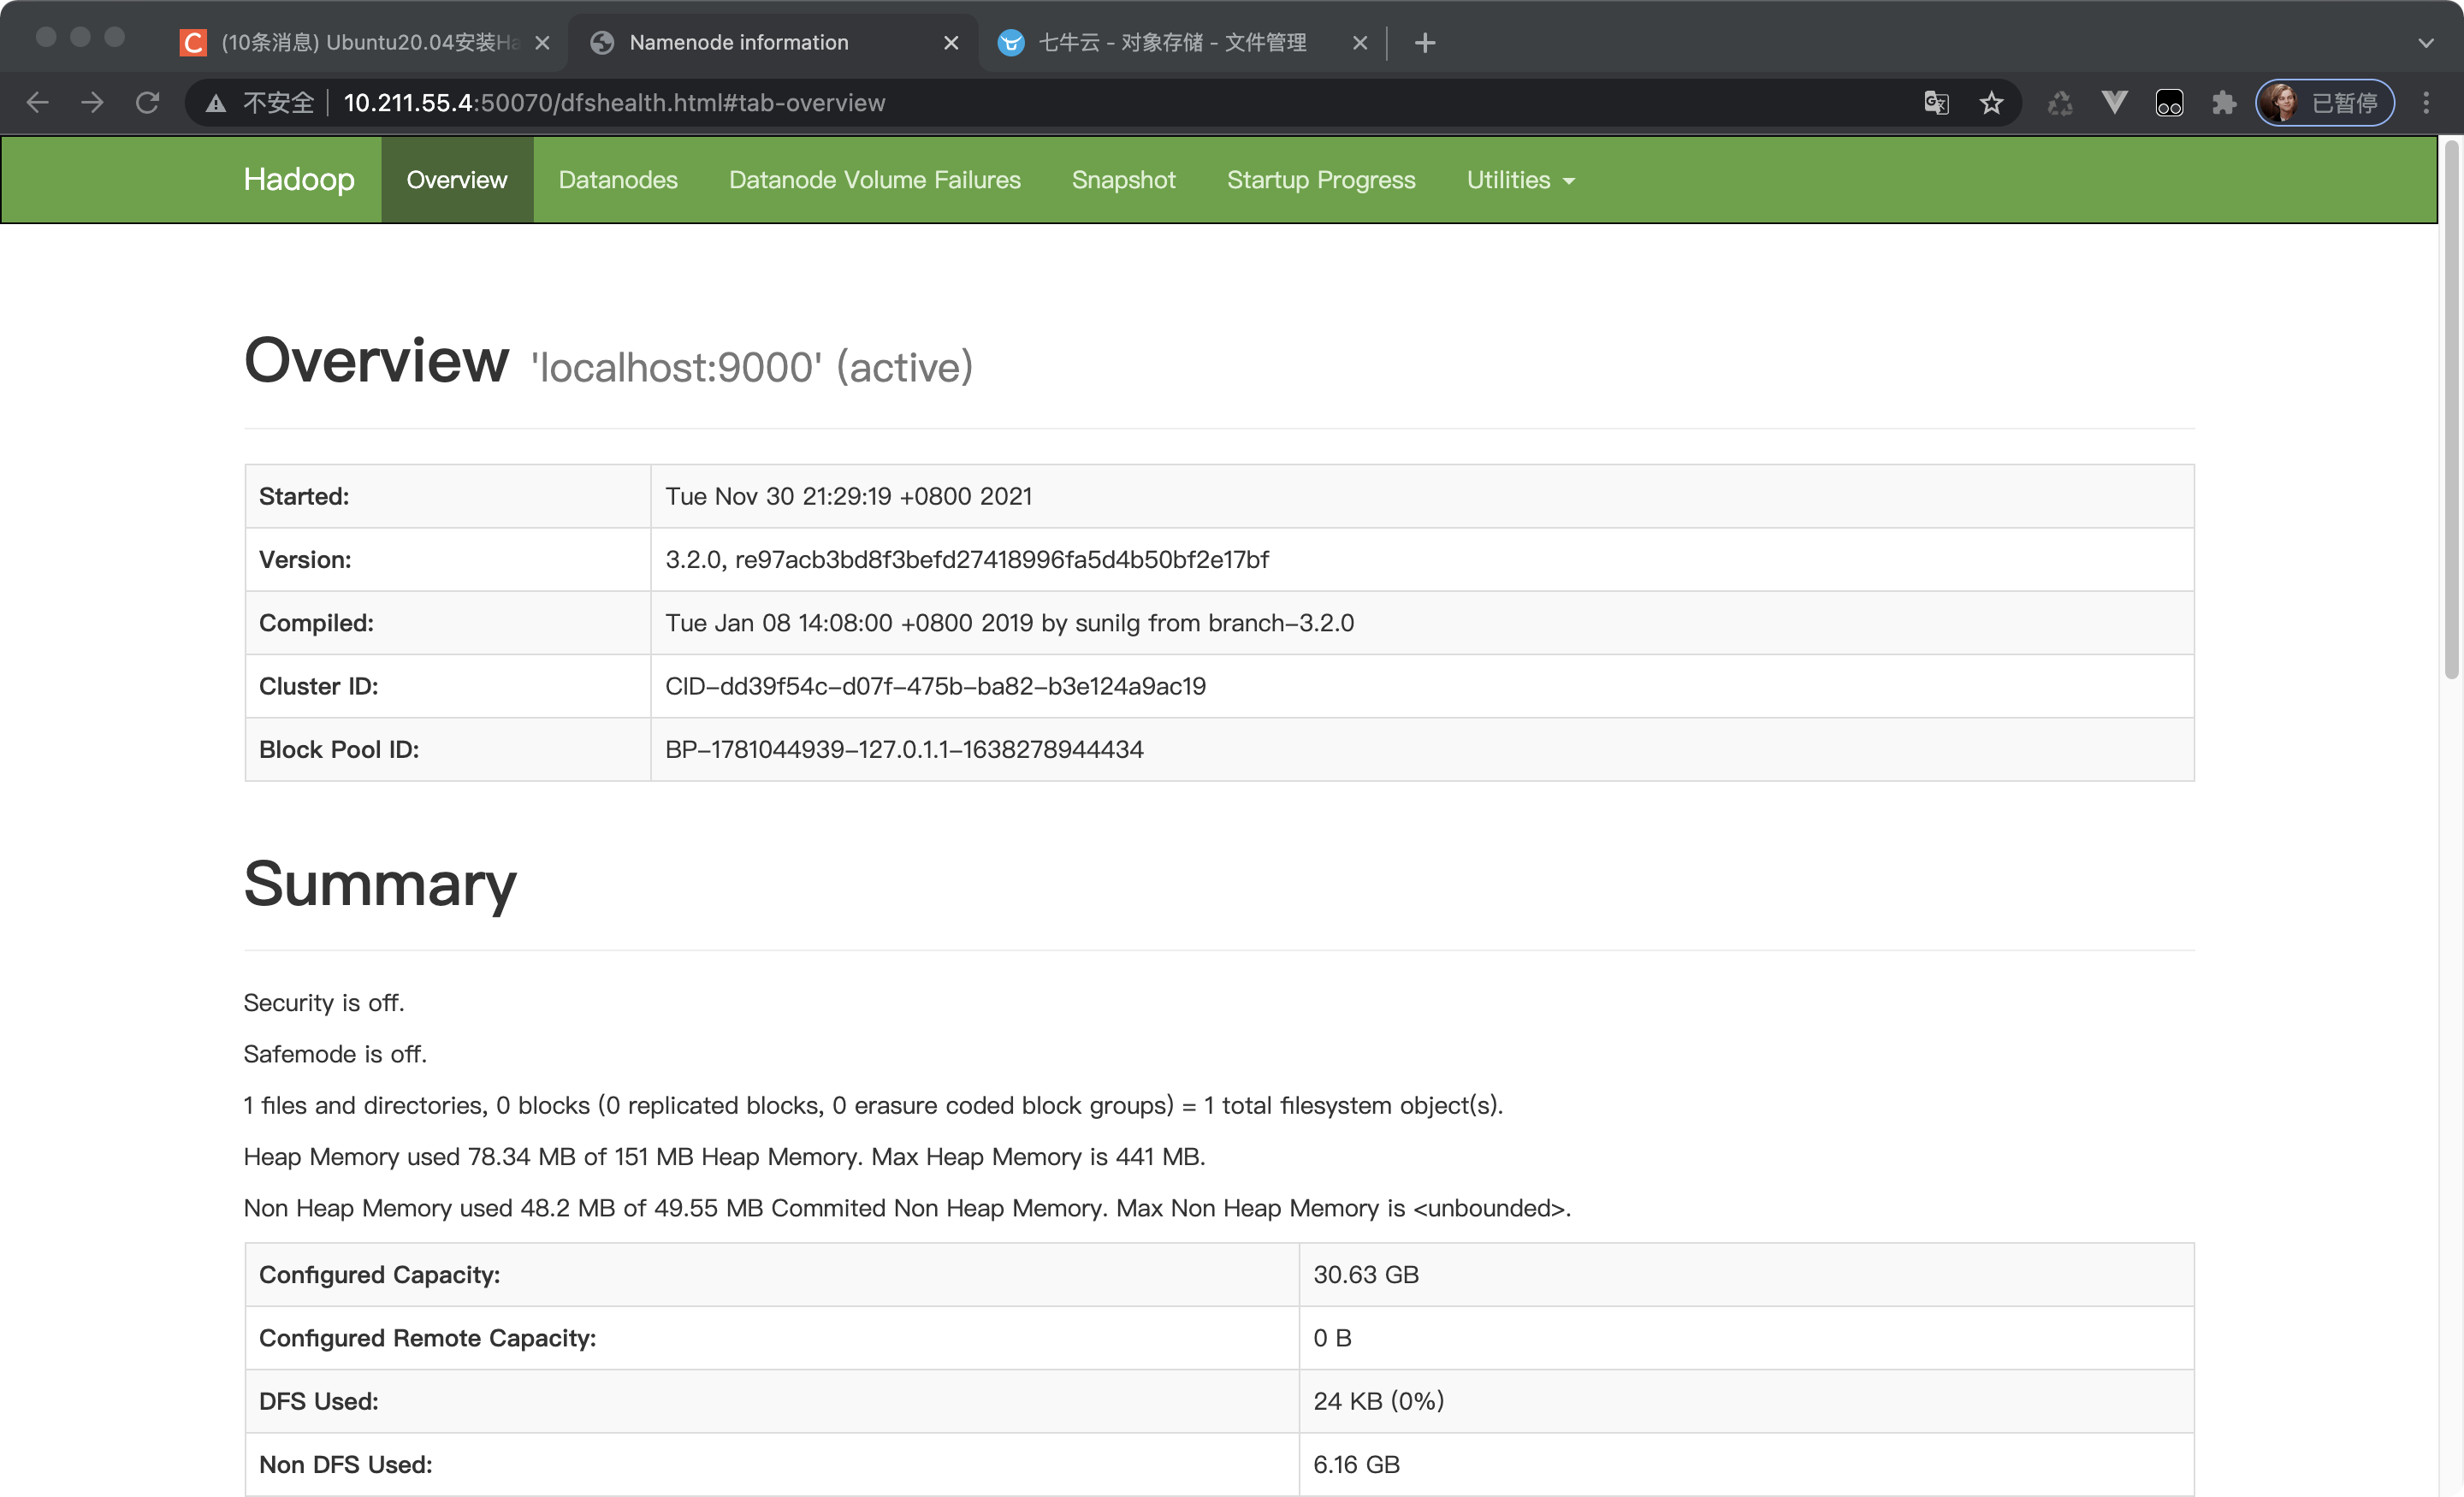 (10条消息) Ubuntu20.04安装Ha
Namenode information
七牛云 - 对象存储 - 文件管理
不安全
10.211.55.4:50070/dfshealth.html#tab-overview
已暂停
Hadoop
Overview
Datanodes
Datanode Volume Failures
Snapshot
Startup Progress
Utilities
Overview 'localhost:9000' (active)
Started: Tue Nov 30 21:29:19 +0800 2021
Version: 3.2.0, re97acb3bd8f3befd27418996fa5d4b50bf2e17bf
Compiled: Tue Jan 08 14:08:00 +0800 2019 by sunilg from branch-3.2.0
Cluster ID: CID-dd39f54c-d07f-475b-ba82-b3e124a9ac19
Block Pool ID: BP-1781044939-127.0.1.1-1638278944434
Summary
Security is off.
Safemode is off.
1 files and directories, 0 blocks (0 replicated blocks, 0 erasure coded block groups) = 1 total filesystem object(s).
Heap Memory used 78.34 MB of 151 MB Heap Memory. Max Heap Memory is 441 MB.
Non Heap Memory used 48.2 MB of 49.55 MB Commited Non Heap Memory. Max Non Heap Memory is <unbounded>.
Configured Capacity: 30.63 GB
Configured Remote Capacity: 0 B
DFS Used: 24 KB (0%)
Non DFS Used: 6.16 GB